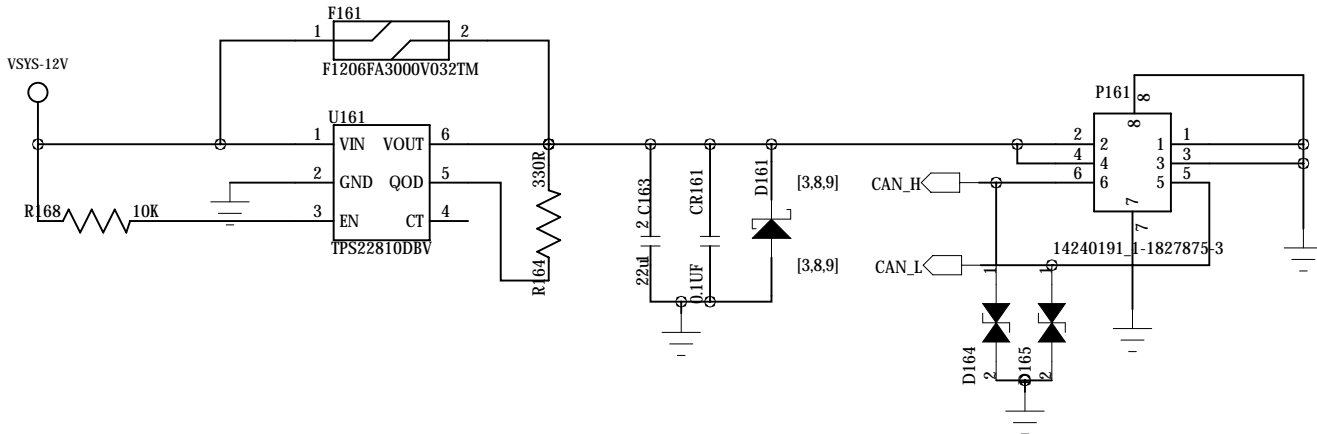 F161
1
2
F1206FA3000V032TM
VSYS-12V
U161
1
VIN
VOUT
6
2
GND
QOD
5
3
EN
CT
4
TPS22810DBV
R168
10K
330R
R164
2
C163
22u1
CR161
0.1UF
D161
[3,8,9]
[3,8,9]
CAN_H
CAN_L
P161
8
8
2
2
1
1
4
4
3
3
6
6
5
5
7
7
14240191_1-1827875-3
1
1
D164
2
D165
2